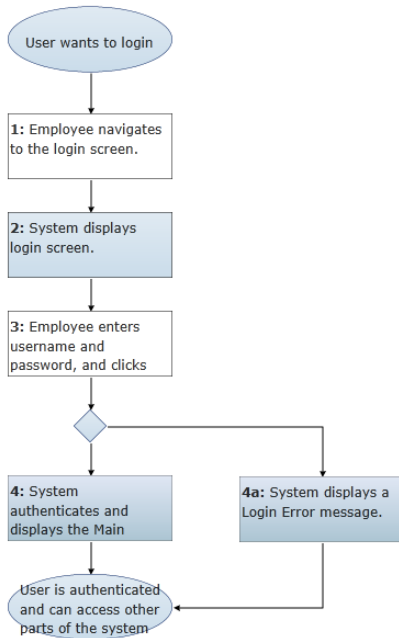 User wants to login
1: Employee navigates
to the login screen.
2: System displays
login screen.
3: Employee enters
username and
password, and clicks
4: System
authenticates and
displays the Main
4a: System displays a
Login Error message.
User is authenticated
and can access other
parts of the system